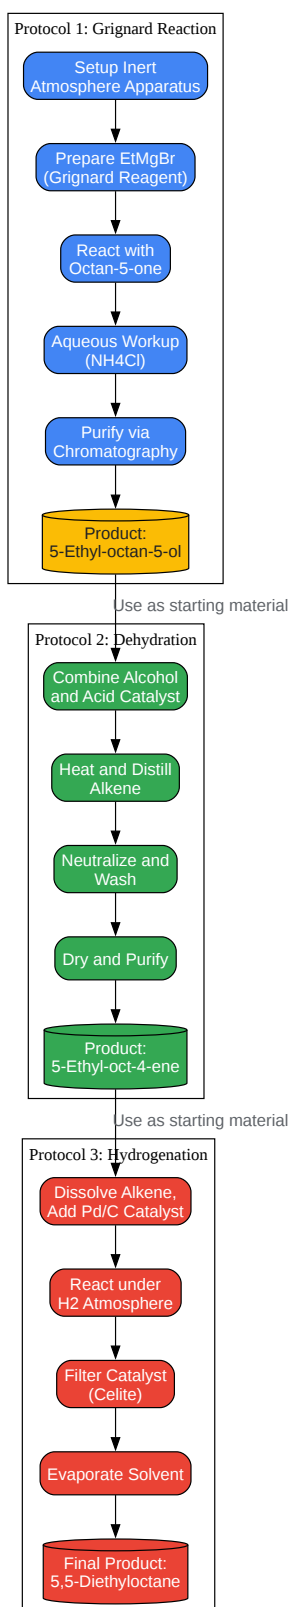 Protocol 1: Grignard Reaction
Setup Inert
Atmosphere Apparatus
Prepare EtMgBr
(Grignard Reagent)
React with
Octan-5-one
Aqueous Workup
(NH4Cl)
Purify via
Chromatography
Product:
5-Ethyl-octan-5-ol
Use as starting material
Protocol 2: Dehydration
Combine Alcohol
and Acid Catalyst
Heat and Distill
Alkene
Neutralize and
Wash
Dry and Purify
Product:
5-Ethyl-oct-4-ene
Use as starting material
Protocol 3: Hydrogenation
Dissolve Alkene,
Add Pd/C Catalyst
React under
H2 Atmosphere
Filter Catalyst
(Celite)
Evaporate Solvent
Final Product:
5,5-Diethyloctane